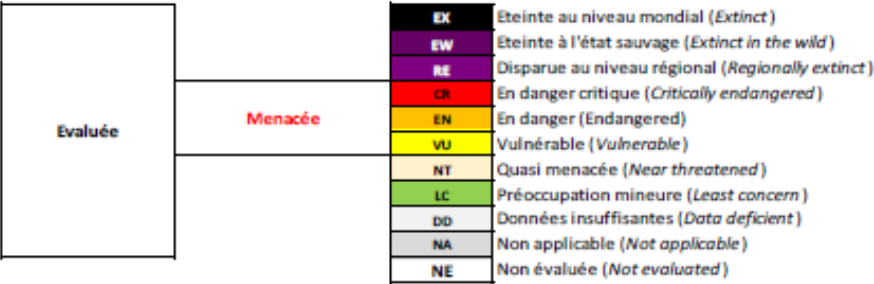 EX Eteinte au niveau mondial (Extinct)
EW Eteinte à l'état sauvage (Extinct in the wild)
RE Disparue au niveau régional (Regionally extinct)
CR En danger critique (Critically endangered)
Evaluée Menacée EN En danger (Endangered)
VU Vulnérable (Vulnerable)
NT Quasi menacée (Near threatened)
LC Préoccupation mineure (Least concern)
DD Données insuffisantes (Data deficient)
NA Non applicable (Not applicable)
NE Non évaluée (Not evaluated)